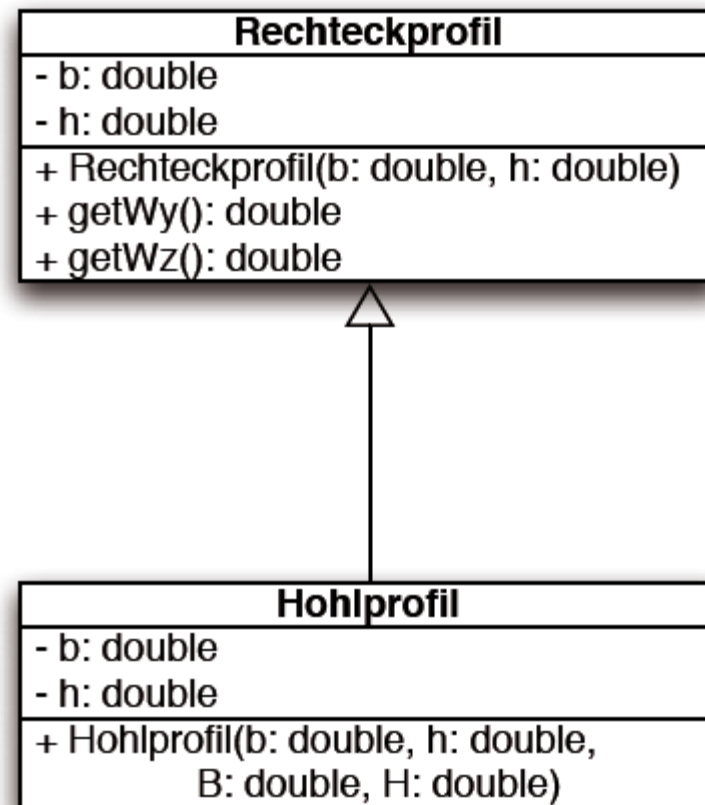 Rechteckprofil
- b: double
- h: double
+ Rechteckprofil(b: double, h: double)
+ getWy(): double
+ getWz(): double
Hohlprofil
- b: double
- h: double
+ Hohlprofil(b: double, h: double,
B: double, H: double)